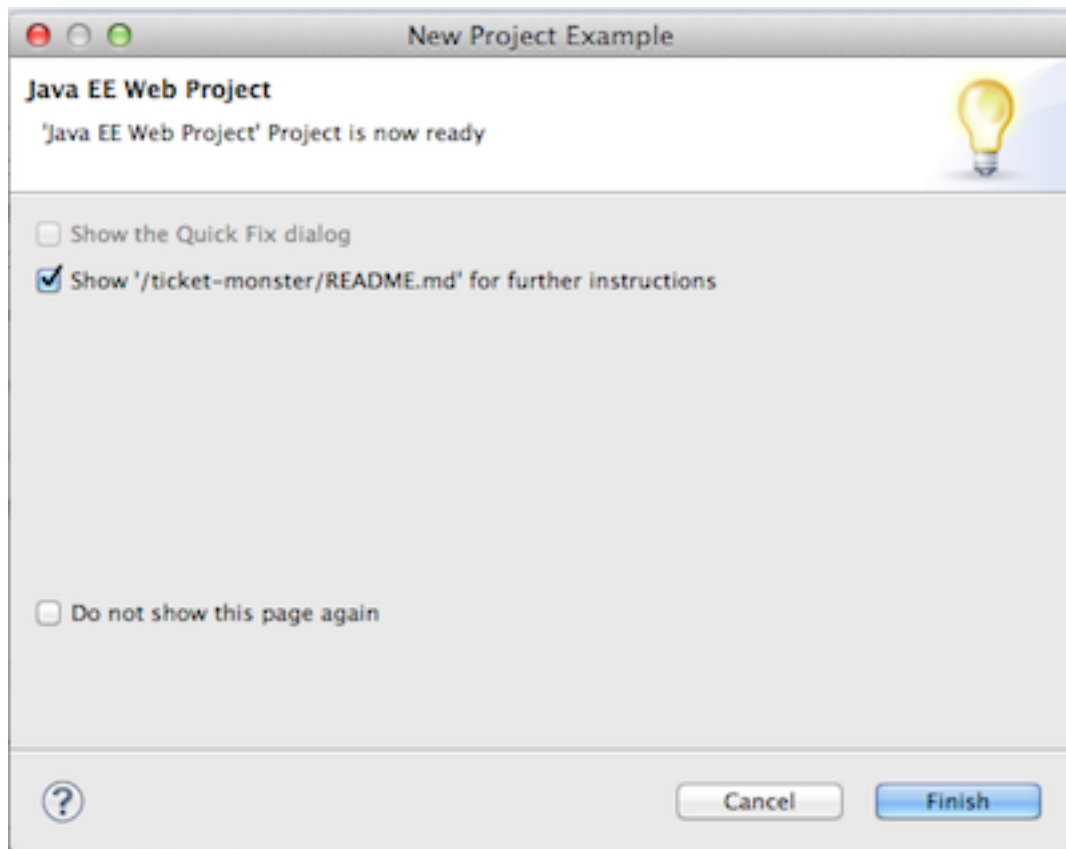 New Project Example
Java EE Web Project
'Java EE Web Project' Project is now ready
Show the Quick Fix dialog
Show '/ticket-monster/README.md' for further instructions
Do not show this page again
?
Cancel
Finish